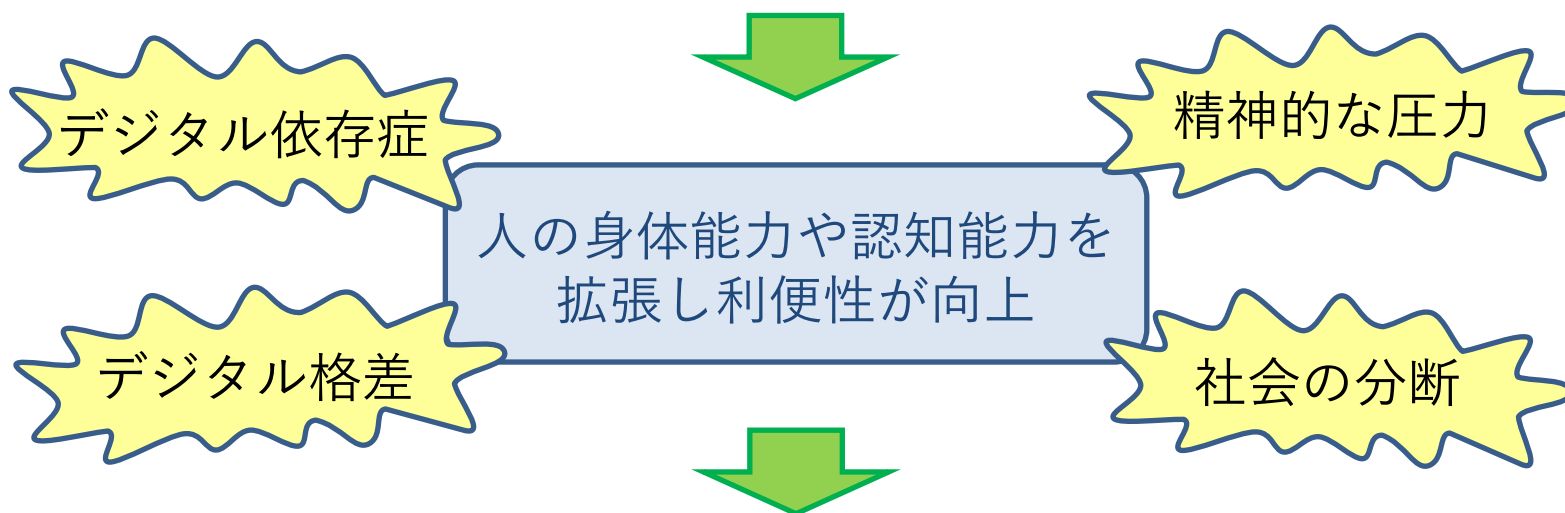 デジタル依存症
精神的な圧力
人の身体能力や認知能力を
拡張し利便性が向上
デジタル格差
社会の分断